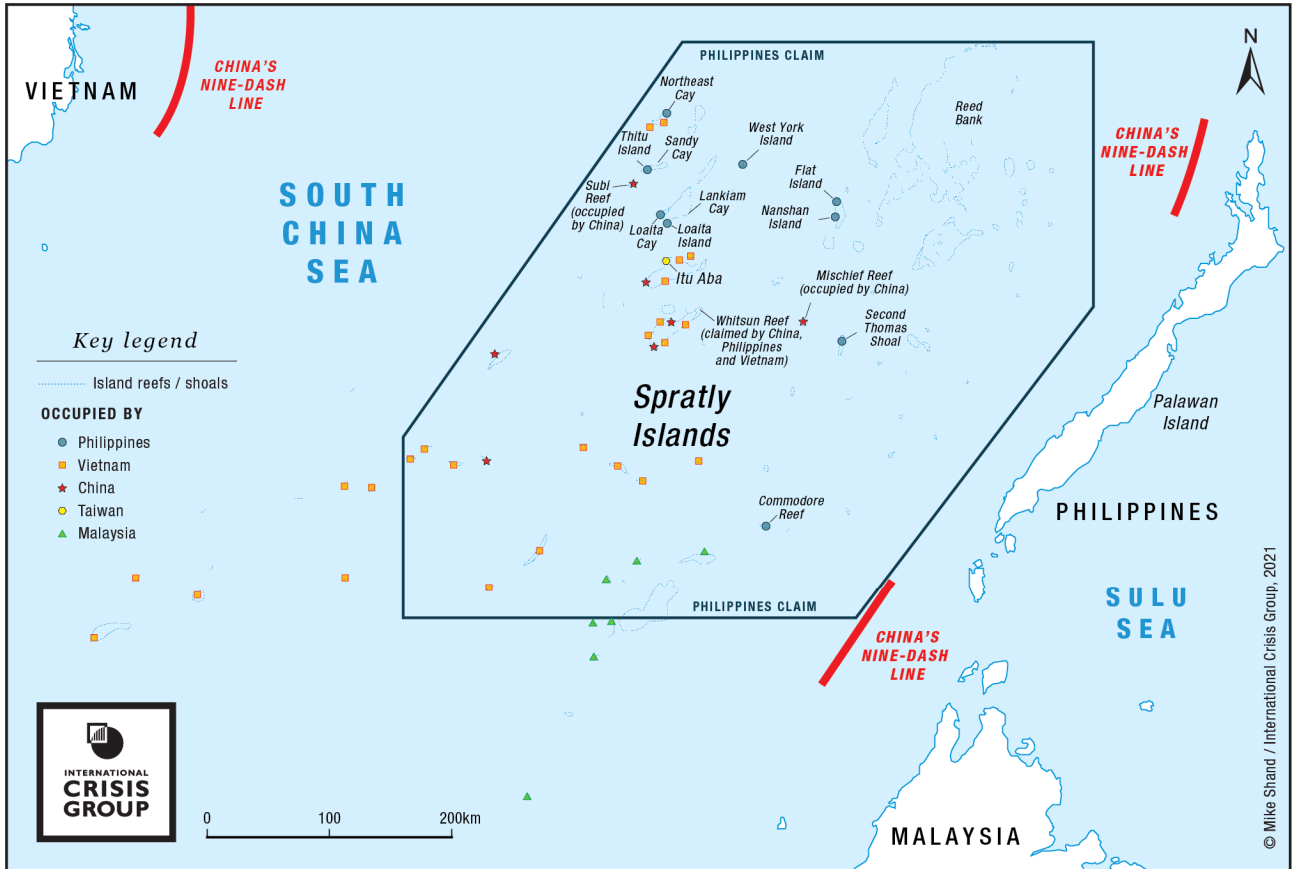 VIETNAM
CHINA'S
NINE-DASH
LINE
PHILIPPINES CLAIM
N
Northeast
Cay
Reed
Bank
West York
Island
Thitu
Island
Sandy
Cay
CHINA'S
NINE-DASH
LINE
Flat
Island
Subi
Reef
(occupied
by China)
Lankiam
Cay
Nanshan
Island
SOUTH
CHINA
SEA
Loaita
Cay
Loaita
Island
Itu Aba
Mischief Reef
(occupied by China)
Whitsun Reef
(claimed by China,
Philippines
and Vietnam)
Second
Thomas
Shoal
Key legend
Island reefs / shoals
OCCUPIED BY
Philippines
Vietnam
China
Taiwan
Malaysia
Spratly
Islands
Palawan
Island
Commodore
Reef
PHILIPPINES
PHILIPPINES CLAIM
SULU
SEA
CHINA'S
NINE-DASH
LINE
INTERNATIONAL
CRISIS
GROUP
0 100 200km
MALAYSIA
© Mike Shand / International Crisis Group, 2021